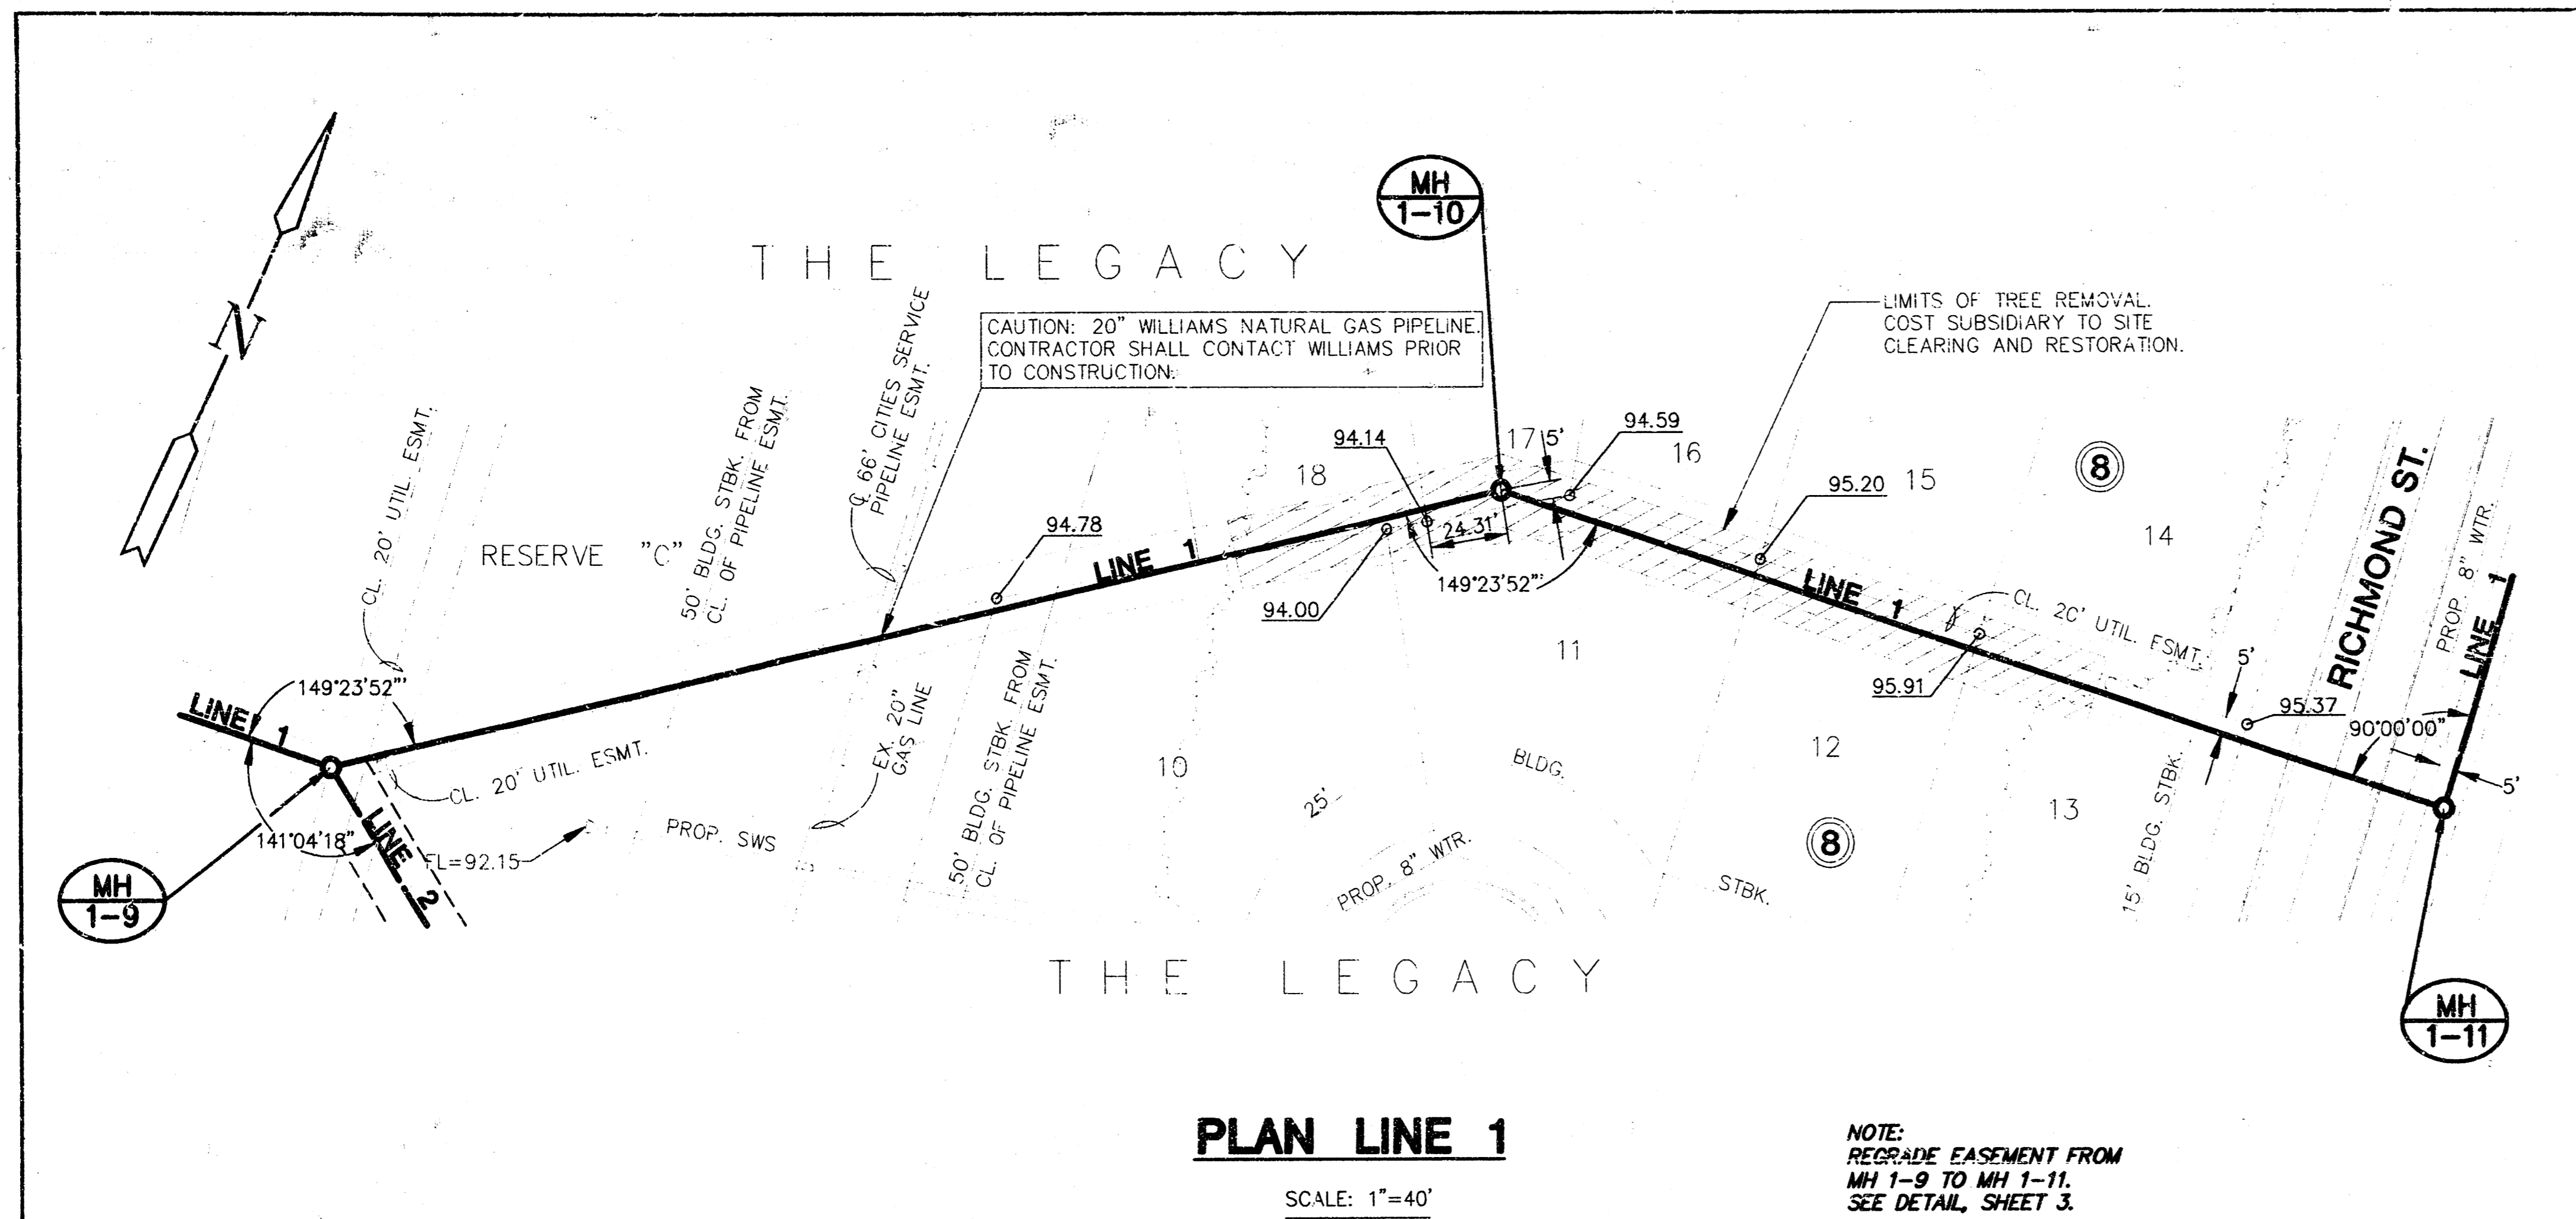 MH
1-10
THE LEGACY
N
CAUTION: 20" WILLIAMS NATURAL GAS PIPELINE.
CONTRACTOR SHALL CONTACT WILLIAMS PRIOR
TO CONSTRUCTION.
LIMITS OF TREE REMOVAL.
COST SUBSIDIARY TO SITE
CLEARING AND RESTORATION.
CL. 20' UTIL. ESMT.
RESERVE "C"
50' BLDG. STBK. FROM
CL. OF PIPELINE ESMT.
℄ 66' CITIES SERVICE
PIPELINE ESMT.
94.78
LINE 1
18
94.14
94.00
24.31'
149°23'52"
17
5'
94.59
16
95.20
15
8
14
LINE 1
CL. 20' UTIL. ESMT.
95.91
5'
95.37
RICHMOND ST.
PROP. 8" WTR.
LINE 1
90°00'00"
5'
LINE 1
149°23'52"
141°04'18"
LINE 2
CL. 20' UTIL. ESMT.
FL=92.15
PROP. SWS
EX. 20"
GAS LINE
50' BLDG. STBK. FROM
CL. OF PIPELINE ESMT.
10
11
25'
BLDG.
STBK.
PROP. 8" WTR.
12
8
13
15' BLDG. STBK.
MH
1-9
THE LEGACY
MH
1-11
PLAN LINE 1
SCALE: 1"=40'
NOTE:
REGRADE EASEMENT FROM
MH 1-9 TO MH 1-11.
SEE DETAIL, SHEET 3.